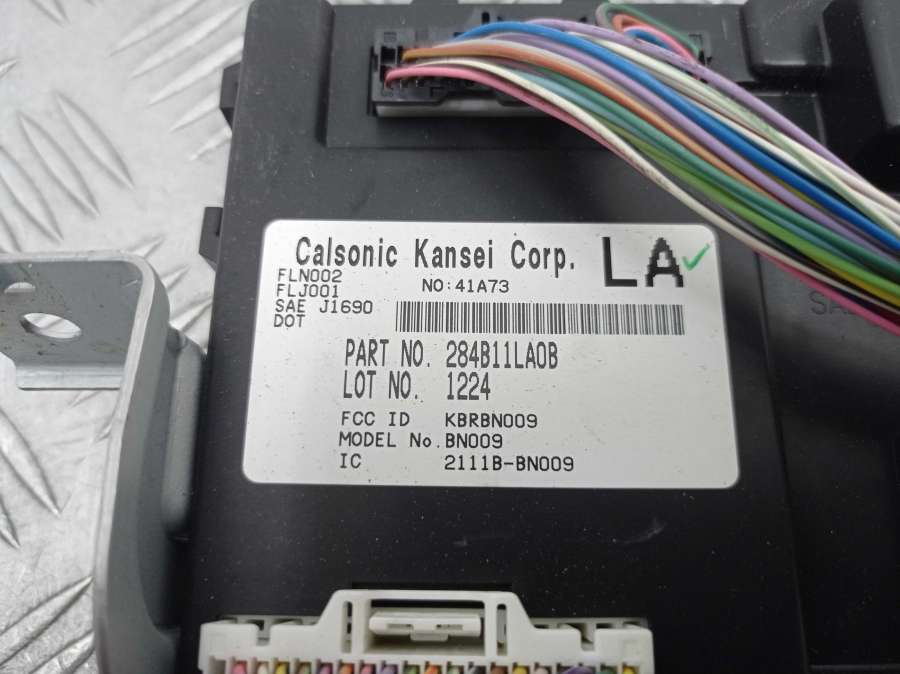 Calsonic Kansei Corp. LA
FLN002
FLJ001 NO:41A73
SAE J1690
DOT
PART NO. 284B11LA0B
LOT NO. 1224
FCC ID KBRBN009
MODEL No. BN009
IC 2111B-BN009